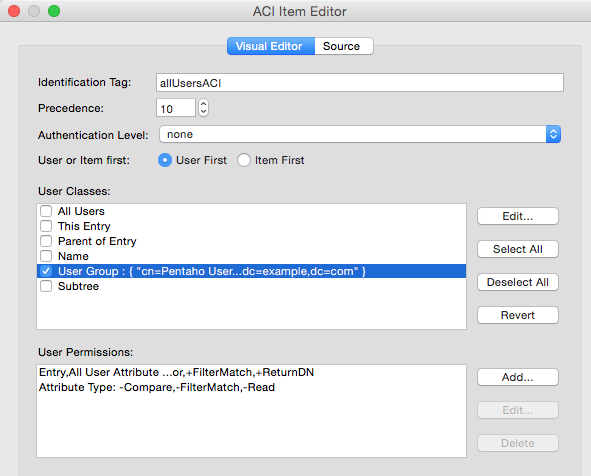 ACI Item Editor
Visual Editor Source
Identification Tag: allUsersACI
Precedence: 10
Authentication Level: none
User or Item first: User First Item First
User Classes:
All Users
This Entry
Parent of Entry
Name
User Group : { "cn=Pentaho User...dc=example,dc=com" }
Subtree
Edit...
Select All
Deselect All
Revert
User Permissions:
Entry,All User Attribute ...or,+FilterMatch,+ReturnDN
Attribute Type: -Compare,-FilterMatch,-Read
Add...
Edit...
Delete